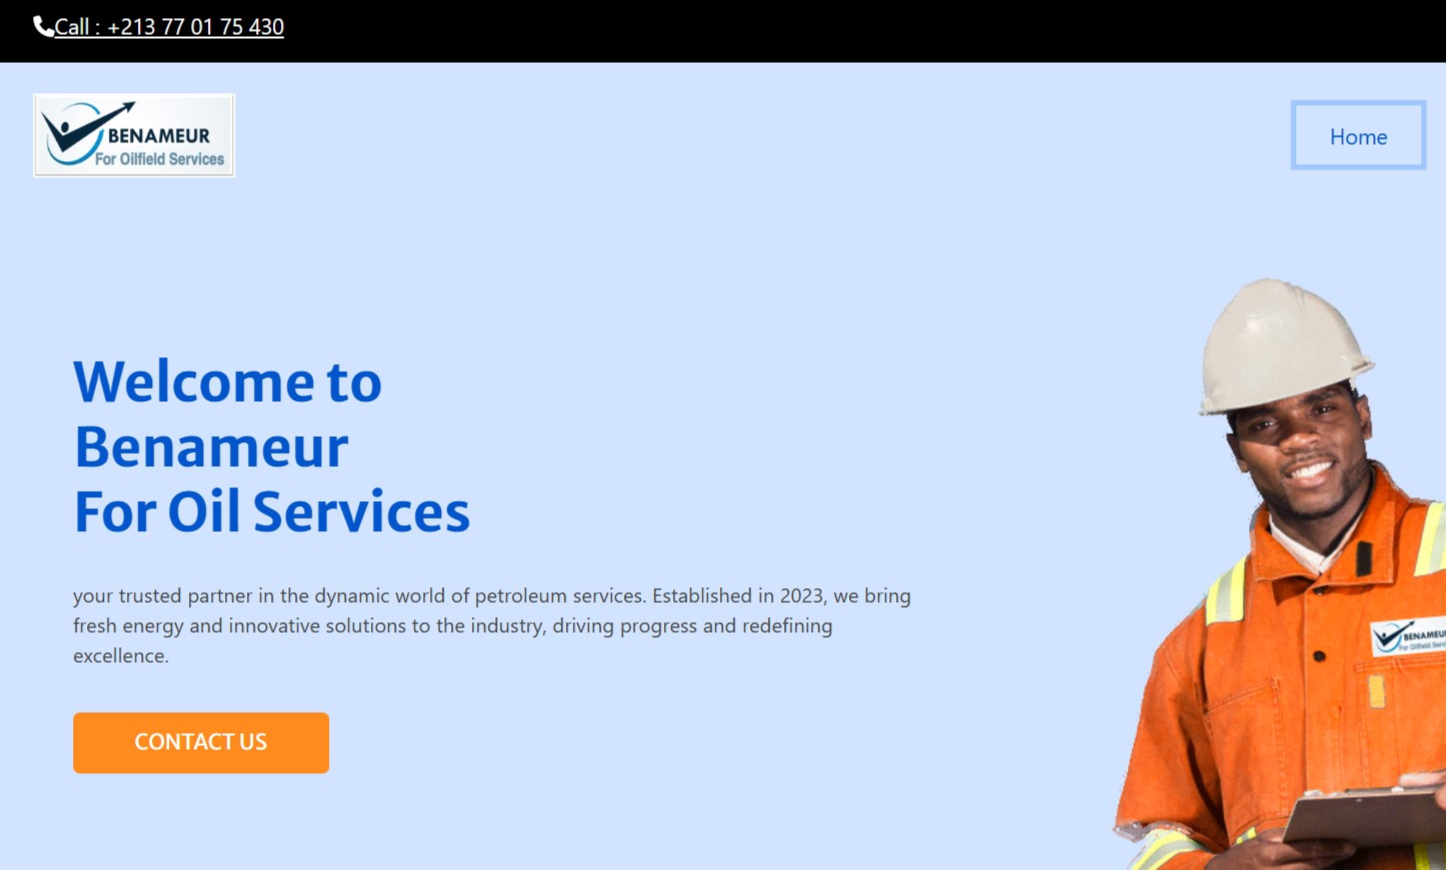 Call : +213 77 01 75 430
BENAMEUR
For Oilfield Services
Home
Welcome to
Benameur
For Oil Services
your trusted partner in the dynamic world of petroleum services. Established in 2023, we bring
fresh energy and innovative solutions to the industry, driving progress and redefining
excellence.
BENAMEU
For Oilfield Serv
CONTACT US